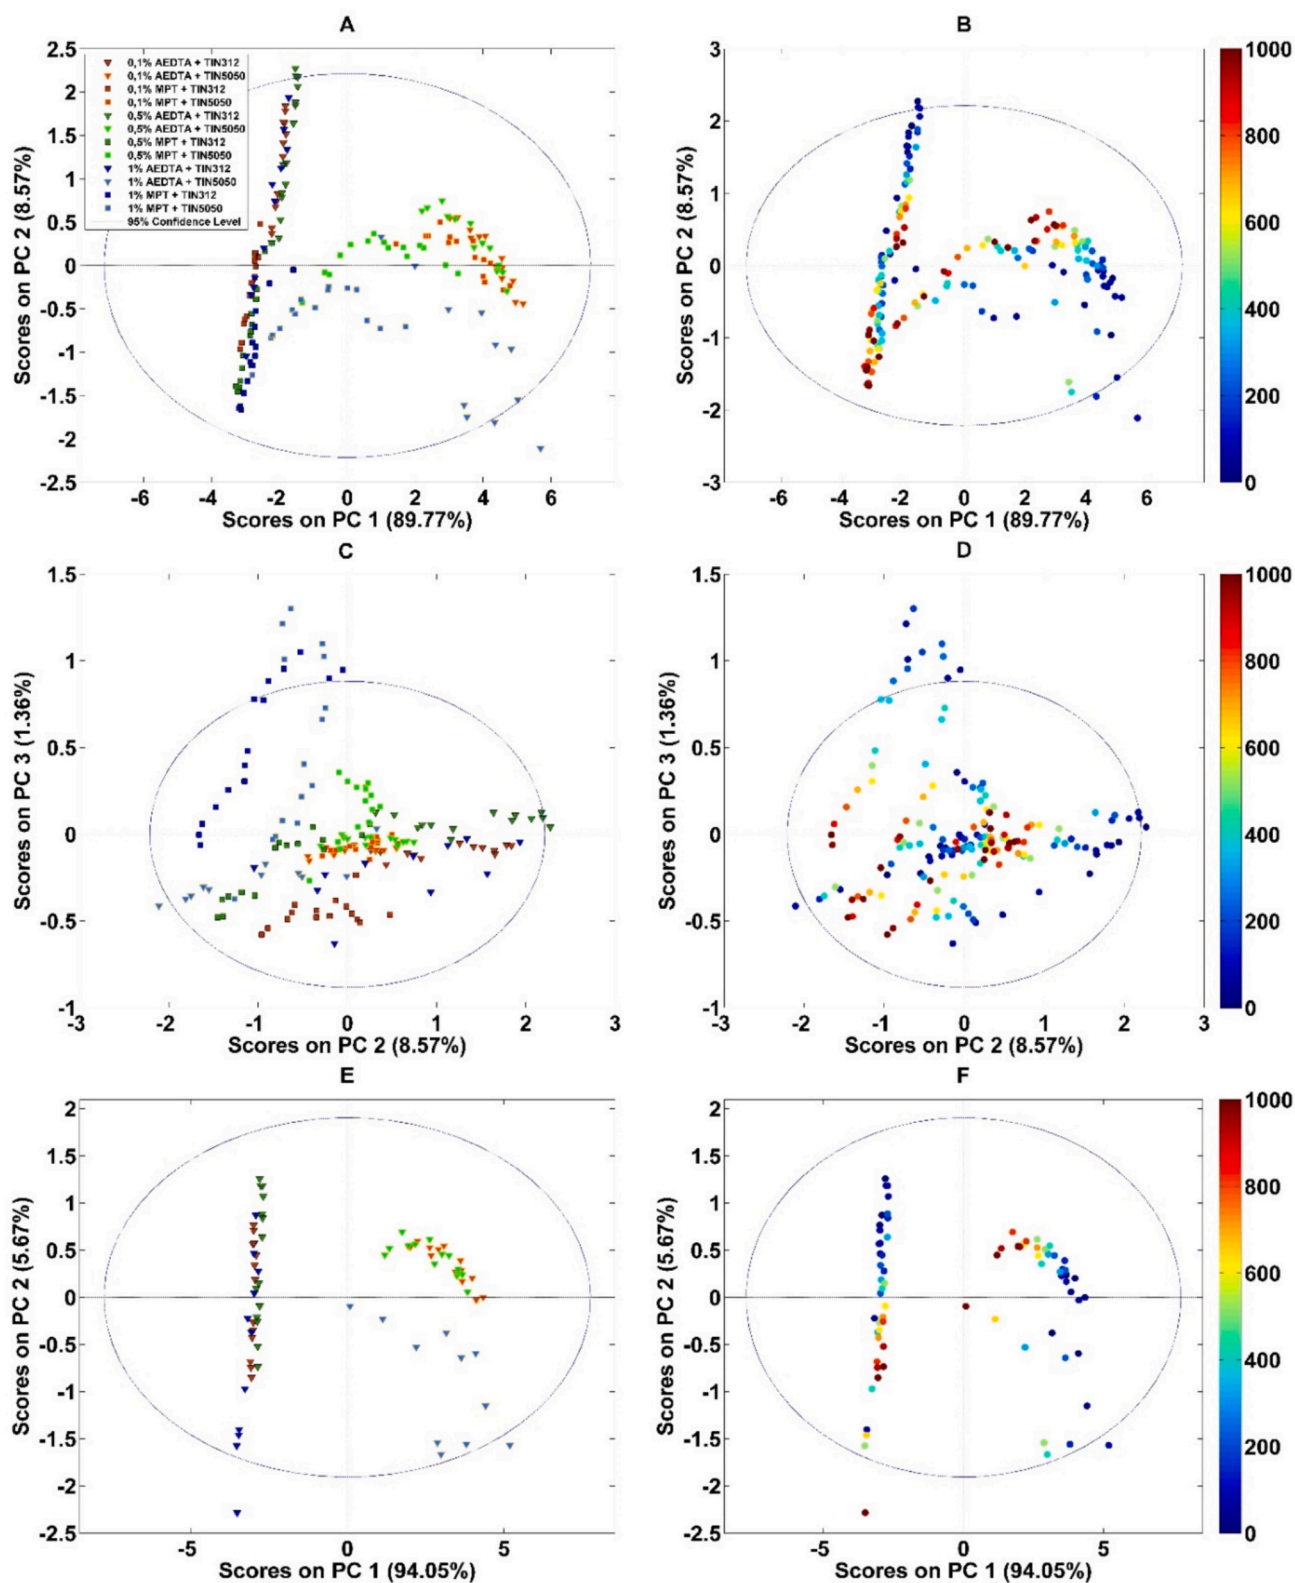 A
B
2.5
2
1.5
1
0.5
0
-0.5
-1
-1.5
-2
-2.5
0,1% AEDTA + TIN312
0,1% AEDTA + TIN5050
0,1% MPT + TIN312
0,1% MPT + TIN5050
0,5% AEDTA + TIN312
0,5% AEDTA + TIN5050
0,5% MPT + TIN312
0,5% MPT + TIN5050
1% AEDTA + TIN312
1% AEDTA + TIN5050
1% MPT + TIN312
1% MPT + TIN5050
95% Confidence Level
Scores on PC 2 (8.57%)
-6 -4 -2 0 2 4 6
Scores on PC 1 (89.77%)
3
2
1
0
-1
-2
-3
Scores on PC 2 (8.57%)
-6 -4 -2 0 2 4 6
Scores on PC 1 (89.77%)
1000
800
600
400
200
0
C
D
1.5
1
0.5
0
-0.5
-1
Scores on PC 3 (1.36%)
-3 -2 -1 0 1 2 3
Scores on PC 2 (8.57%)
1.5
1
0.5
0
-0.5
-1
Scores on PC 3 (1.36%)
-3 -2 -1 0 1 2 3
Scores on PC 2 (8.57%)
1000
800
600
400
200
0
E
F
2
1.5
1
0.5
0
-0.5
-1
-1.5
-2
-2.5
Scores on PC 2 (5.67%)
-5 0 5
Scores on PC 1 (94.05%)
2
1.5
1
0.5
0
-0.5
-1
-1.5
-2
-2.5
Scores on PC 2 (5.67%)
-5 0 5
Scores on PC 1 (94.05%)
1000
800
600
400
200
0